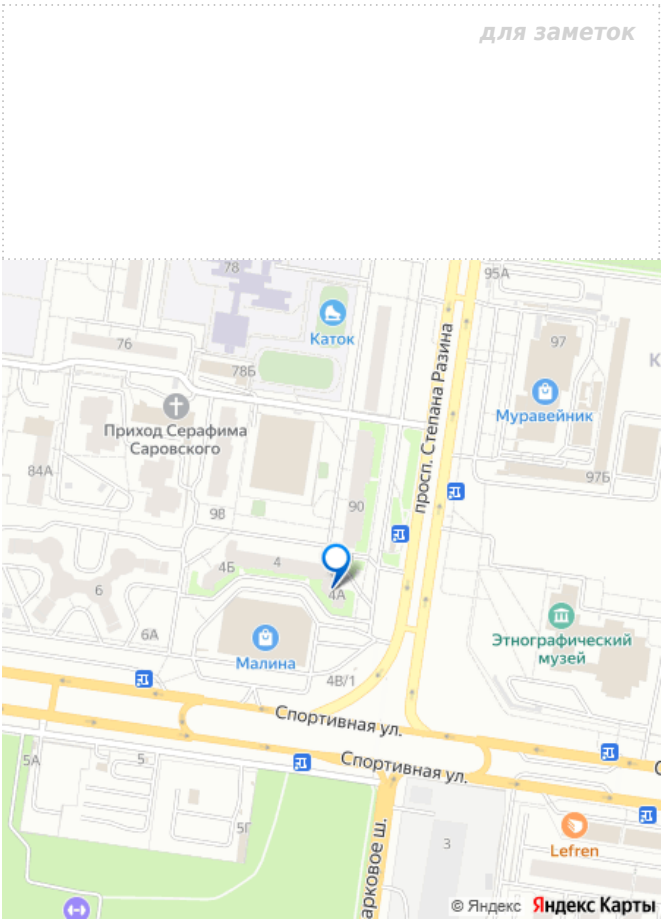 для заметок
78
95А
Каток
76
78Б
просп. Степана Разина
97
К
Муравейник
Приход Серафима
Саровского
84А
97Б
90
98
4Б
4
4А
6
6А
Малина
Этнографический
музей
4В/1
Спортивная ул.
Спортивная ул.
С
5А
5
5Г
арковое ш.
3
Lefren
© Яндекс Яндекс Карты